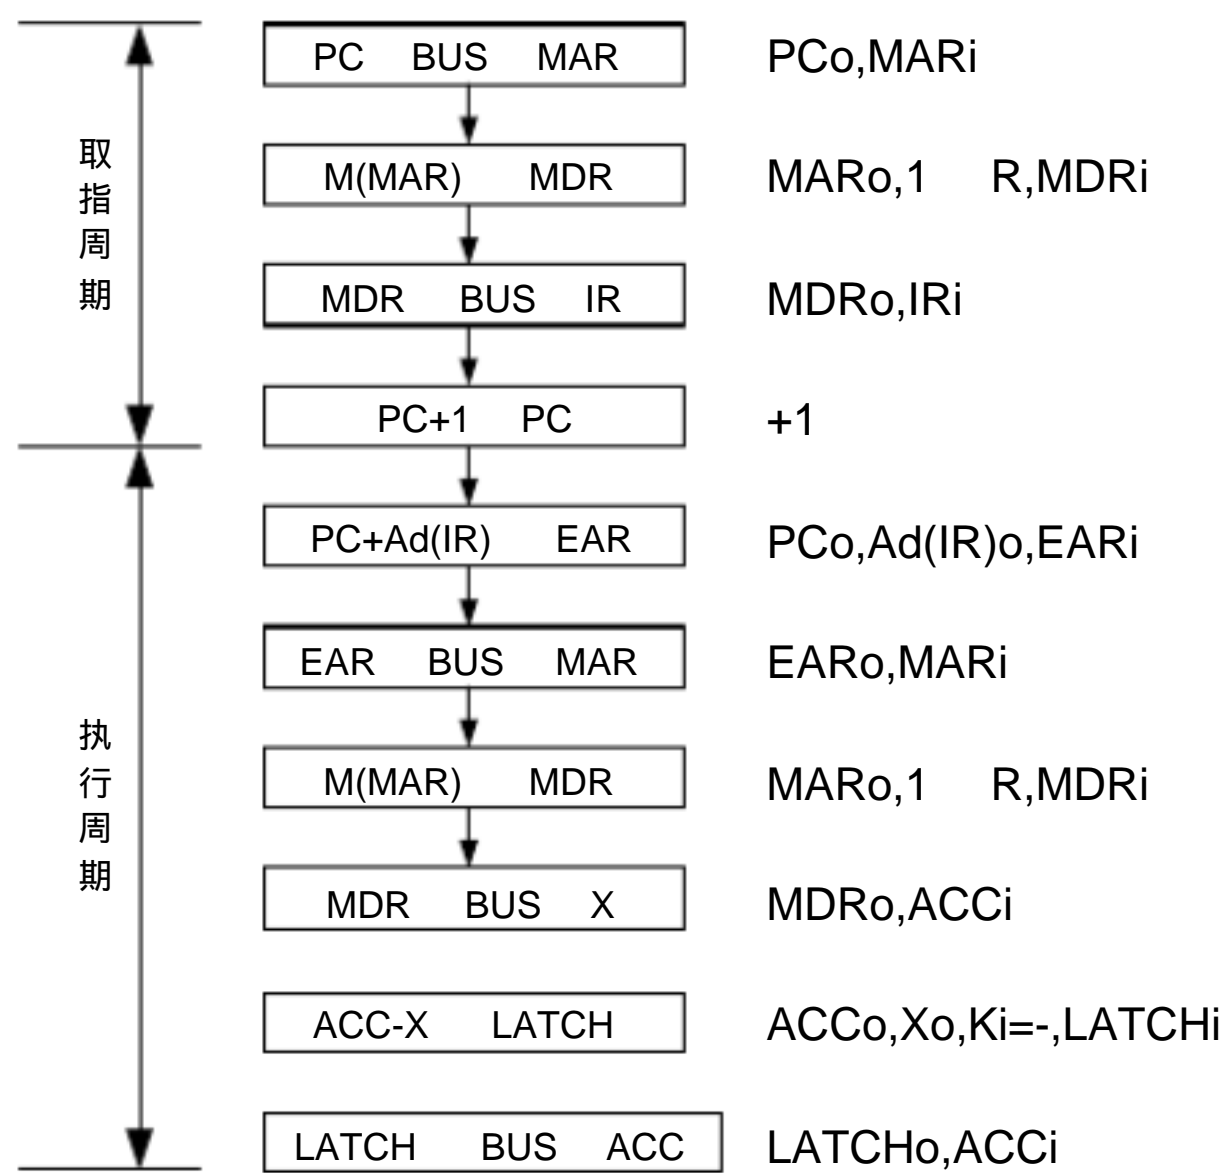 PC BUS MAR PCo,MARi
M(MAR) MDR MARo,1 R,MDRi
MDR BUS IR MDRo,IRi
PC+1 PC +1
取指周期
PC+Ad(IR) EAR PCo,Ad(IR)o,EARi
EAR BUS MAR EARo,MARi
M(MAR) MDR MARo,1 R,MDRi
MDR BUS X MDRo,ACCi
ACC-X LATCH ACCo,Xo,Ki=-,LATCHi
LATCH BUS ACC LATCHo,ACCi
执行周期